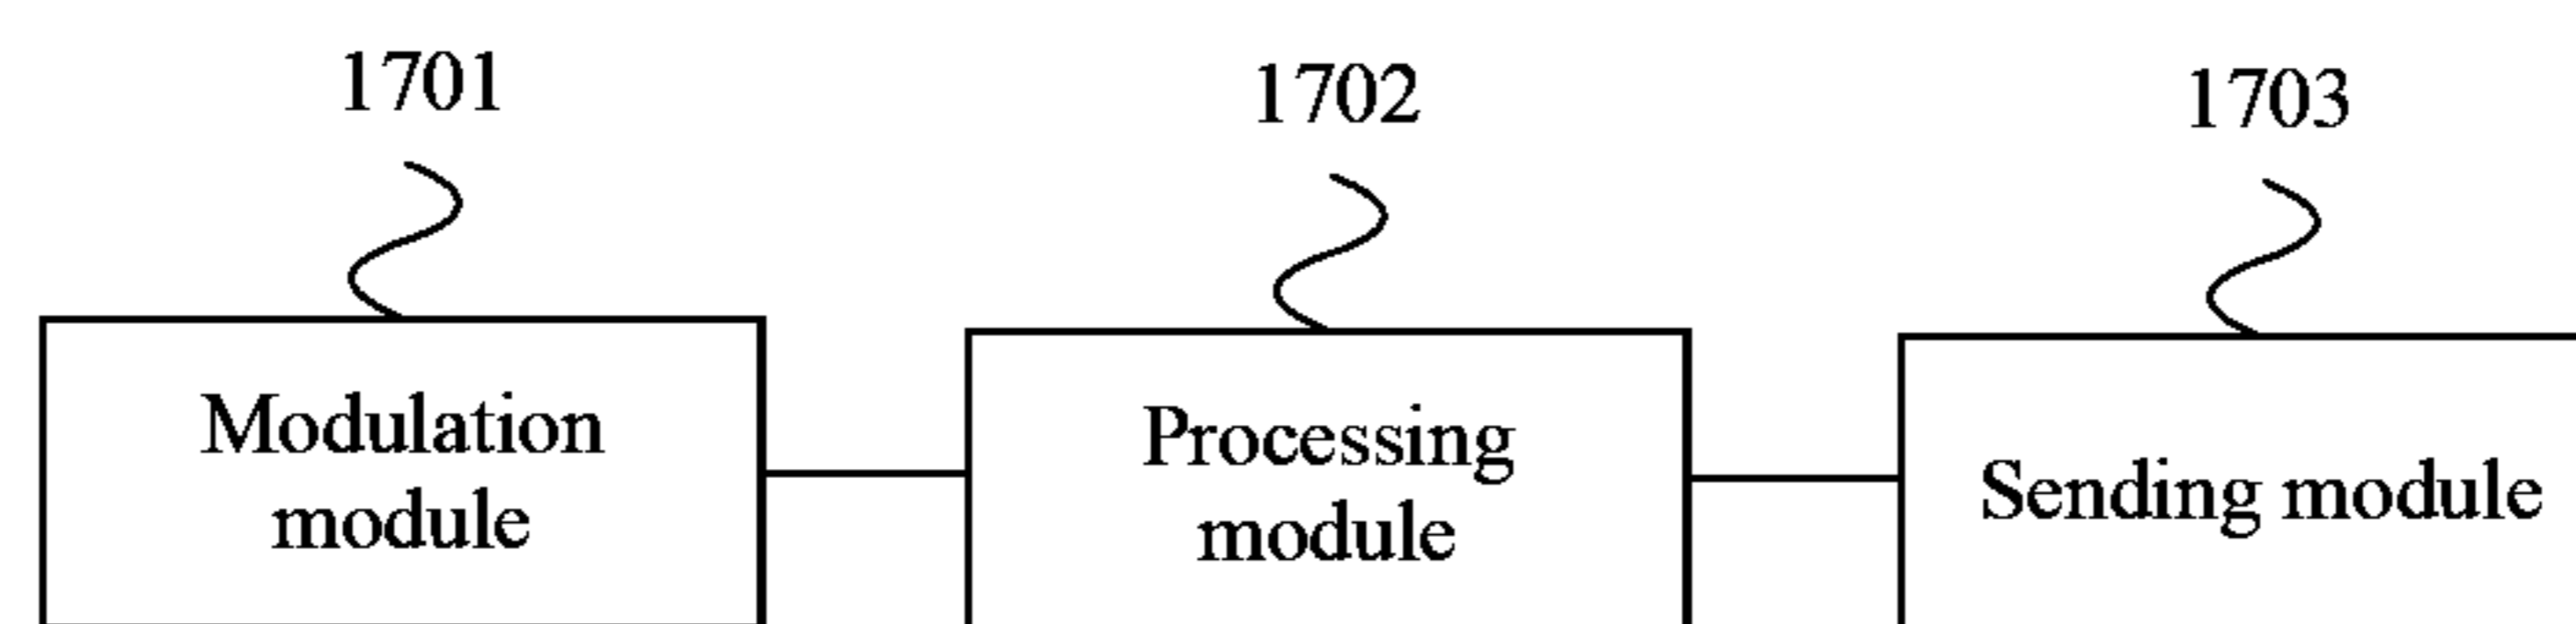 1701
1702
1703
Modulation
module
Processing
module
Sending module